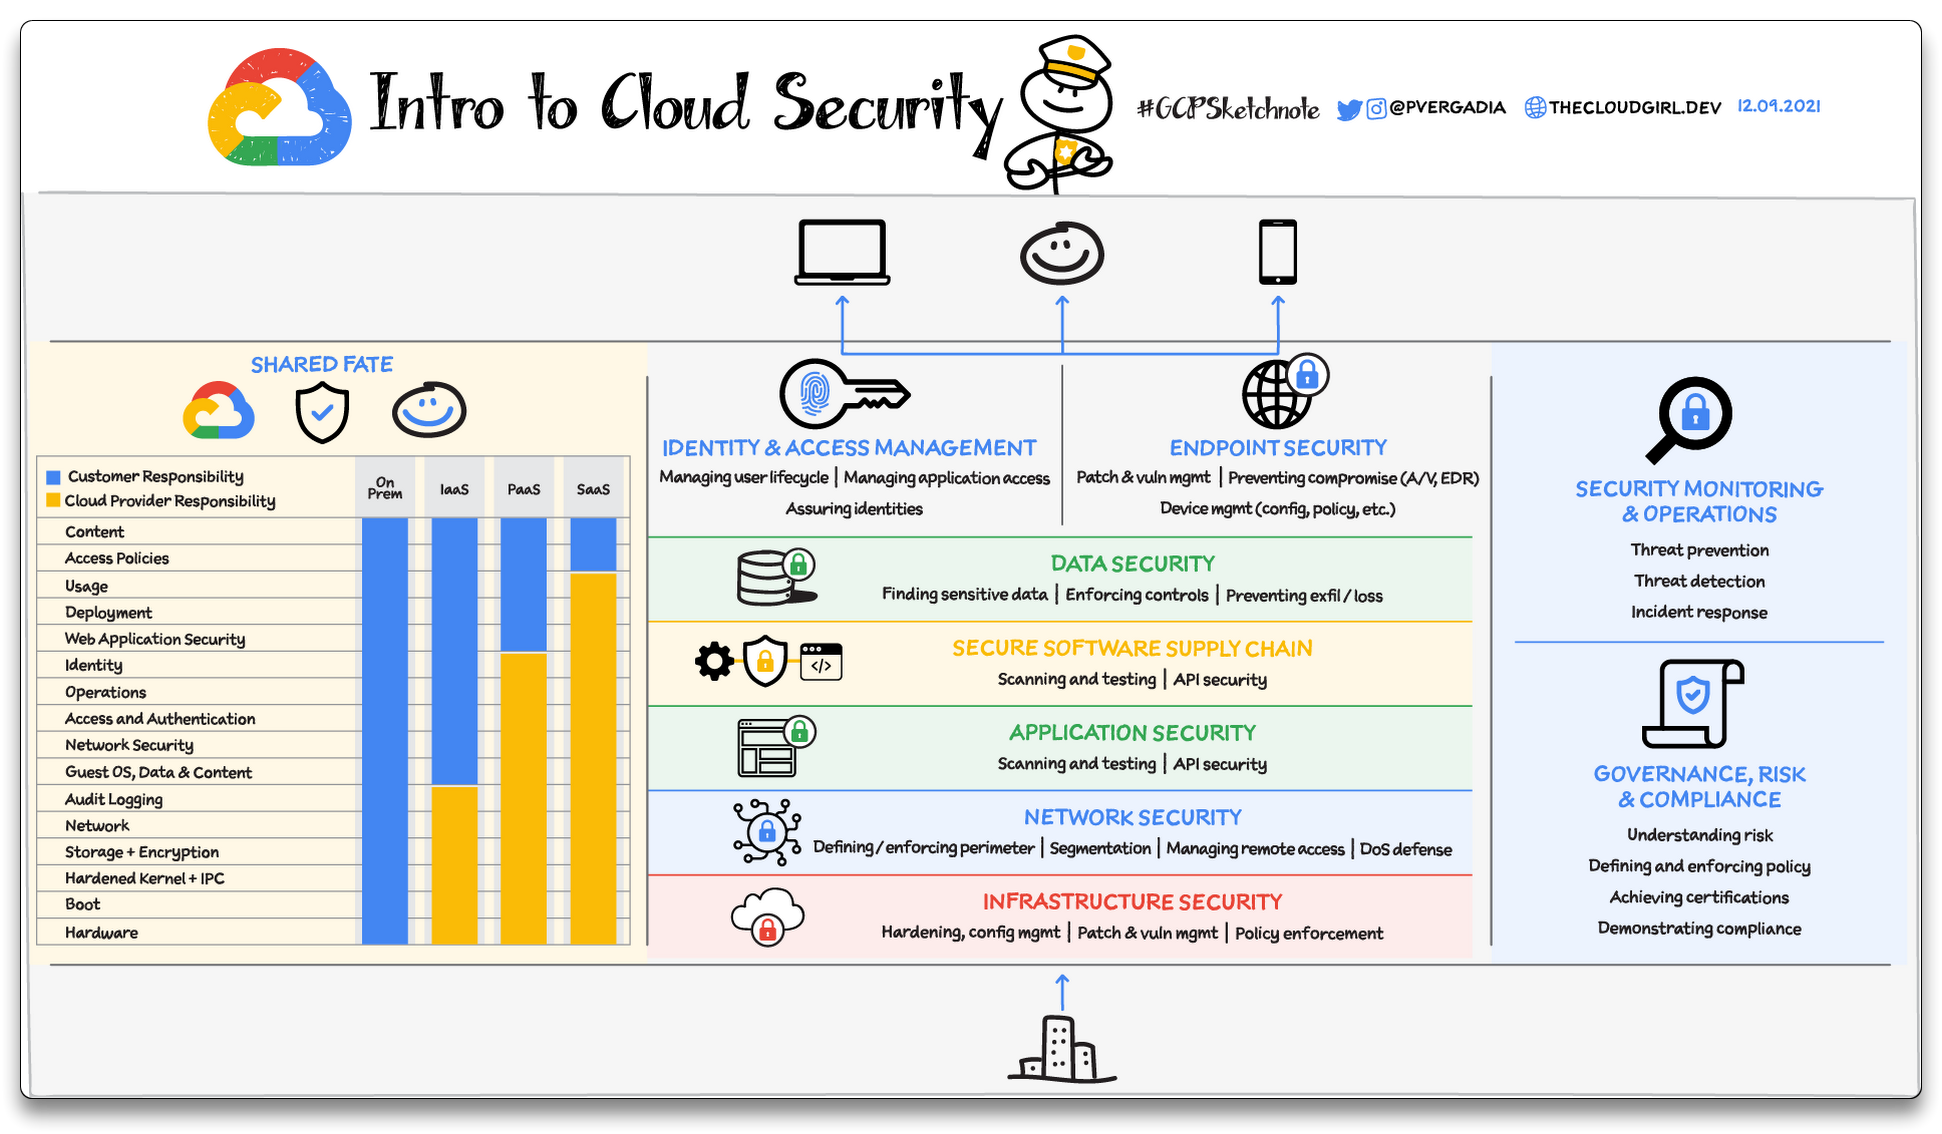 Intro to Cloud Security
#GCPSketchnote @PVERGADIA THECLOUDGIRL.DEV 12.09.2021
SHARED FATE
Customer Responsibility
Cloud Provider Responsibility
On
Prem
IaaS
PaaS
SaaS
Content
Access Policies
Usage
Deployment
Web Application Security
Identity
Operations
Access and Authentication
Network Security
Guest OS, Data & Content
Audit Logging
Network
Storage + Encryption
Hardened Kernel + IPC
Boot
Hardware
IDENTITY & ACCESS MANAGEMENT
Managing user lifecycle | Managing application access
Assuring identities
ENDPOINT SECURITY
Patch & vuln mgmt | Preventing compromise (A/V, EDR)
Device mgmt (config, policy, etc.)
DATA SECURITY
Finding sensitive data | Enforcing controls | Preventing exfil / loss
SECURE SOFTWARE SUPPLY CHAIN
Scanning and testing | API security
</>
APPLICATION SECURITY
Scanning and testing | API security
NETWORK SECURITY
Defining / enforcing perimeter | Segmentation | Managing remote access | DoS defense
INFRASTRUCTURE SECURITY
Hardening, config mgmt | Patch & vuln mgmt | Policy enforcement
SECURITY MONITORING
& OPERATIONS
Threat prevention
Threat detection
Incident response
GOVERNANCE, RISK
& COMPLIANCE
Understanding risk
Defining and enforcing policy
Achieving certifications
Demonstrating compliance